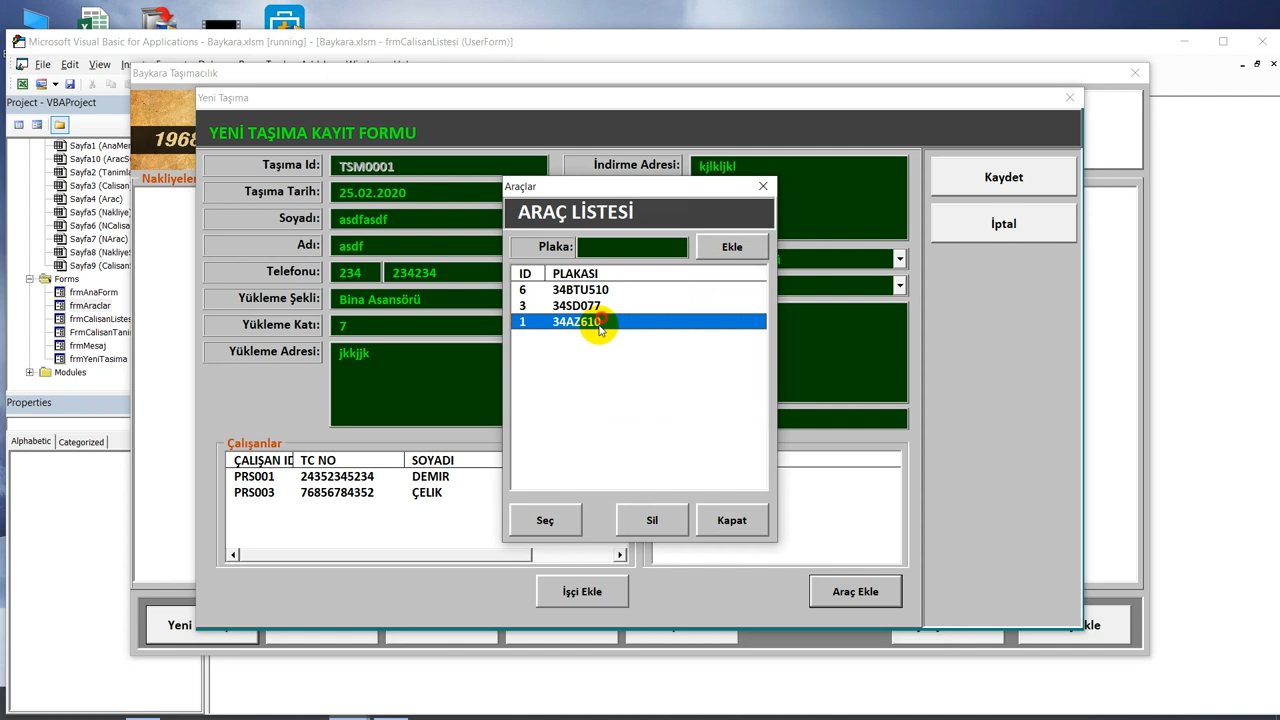 Microsoft Visual Basic for Applications - Baykara.xlsm [running] - [Baykara.xlsm - frmCalisanListesi (UserForm)]
File Edit View
Baykara Taşımacılık
Project - VBAProject
Yeni Taşıma
1968
YENİ TAŞIMA KAYIT FORMU
Sayfa1 (AnaMe
Sayfa10 (AracS
Sayfa2 (Tanimla
Sayfa3 (Calisan
Sayfa4 (Araclar
Sayfa5 (Nakliye
Sayfa6 (NCalisa
Sayfa7 (NArac)
Sayfa8 (NakliyeS
Sayfa9 (Calisan
Forms
frmAnaForm
frmAraclar
frmCalisanListe
frmCalisanTani
frmMesaj
frmYeniTasima
Modules
Properties
Alphabetic Categorized
Nakliyeler
Taşıma Id: TSM0001
Taşıma Tarih: 25.02.2020
Soyadı: asdfasdf
Adı: asdf
Telefonu: 234 234234
Yükleme Şekli: Bina Asansörü
Yükleme Katı: 7
Yükleme Adresi: jkkjjk
İndirme Adresi: kjlkljkl
Kaydet
İptal
Araçlar
ARAÇ LİSTESİ
Plaka: Ekle
ID PLAKASI
6 34BTU510
3 34SD077
1 34AZ610
Seç Sil Kapat
Çalışanlar
ÇALIŞAN ID TC NO SOYADI
PRS001 24352345234 DEMIR
PRS003 76856784352 ÇELIK
İşçi Ekle
Araç Ekle
Yeni
kle